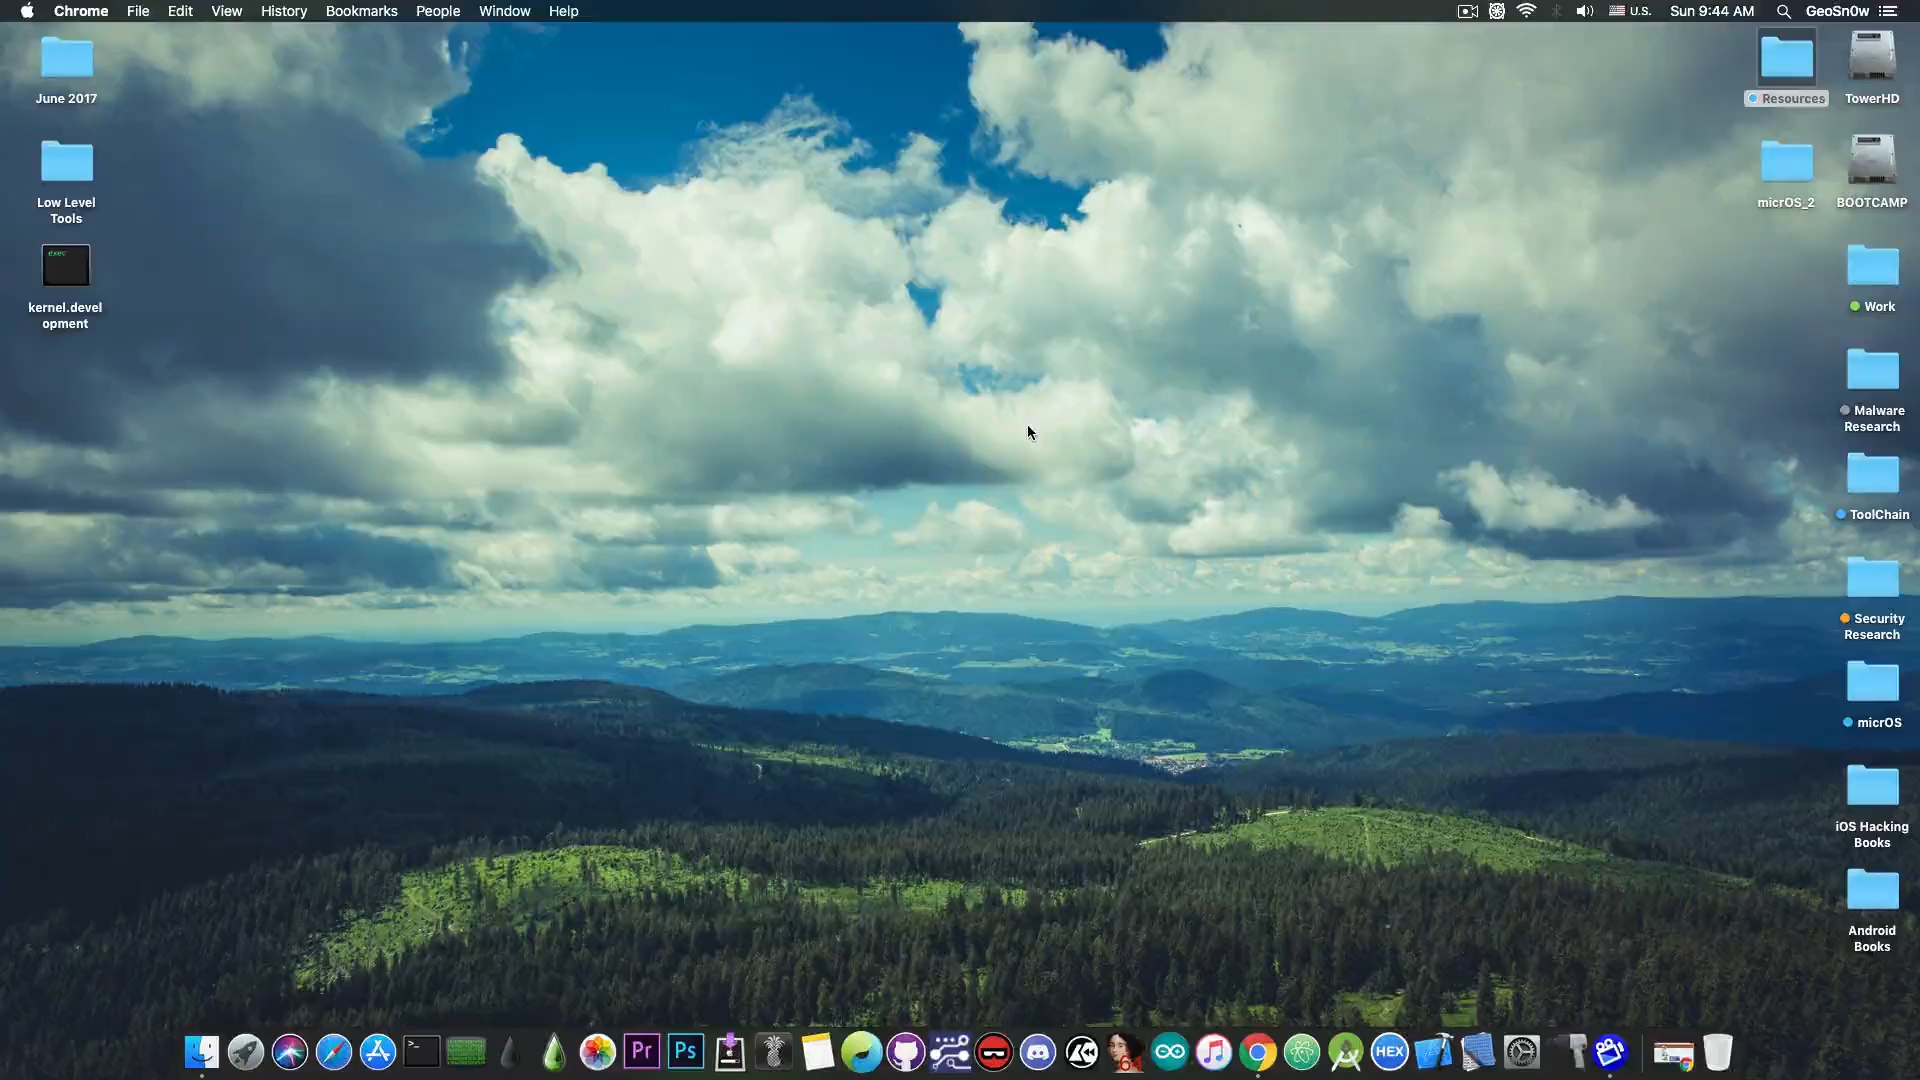 Chrome File Edit View History Bookmarks People Window Help
U.S. Sun 9:44 AM GeoSn0w
June 2017
Low Level
Tools
exec
kernel.devel
opment
Resources
TowerHD
micrOS_2
BOOTCAMP
Work
Malware
Research
ToolChain
Security
Research
micrOS
iOS Hacking
Books
Android
Books
>_
Pr
Ps
64
HEX